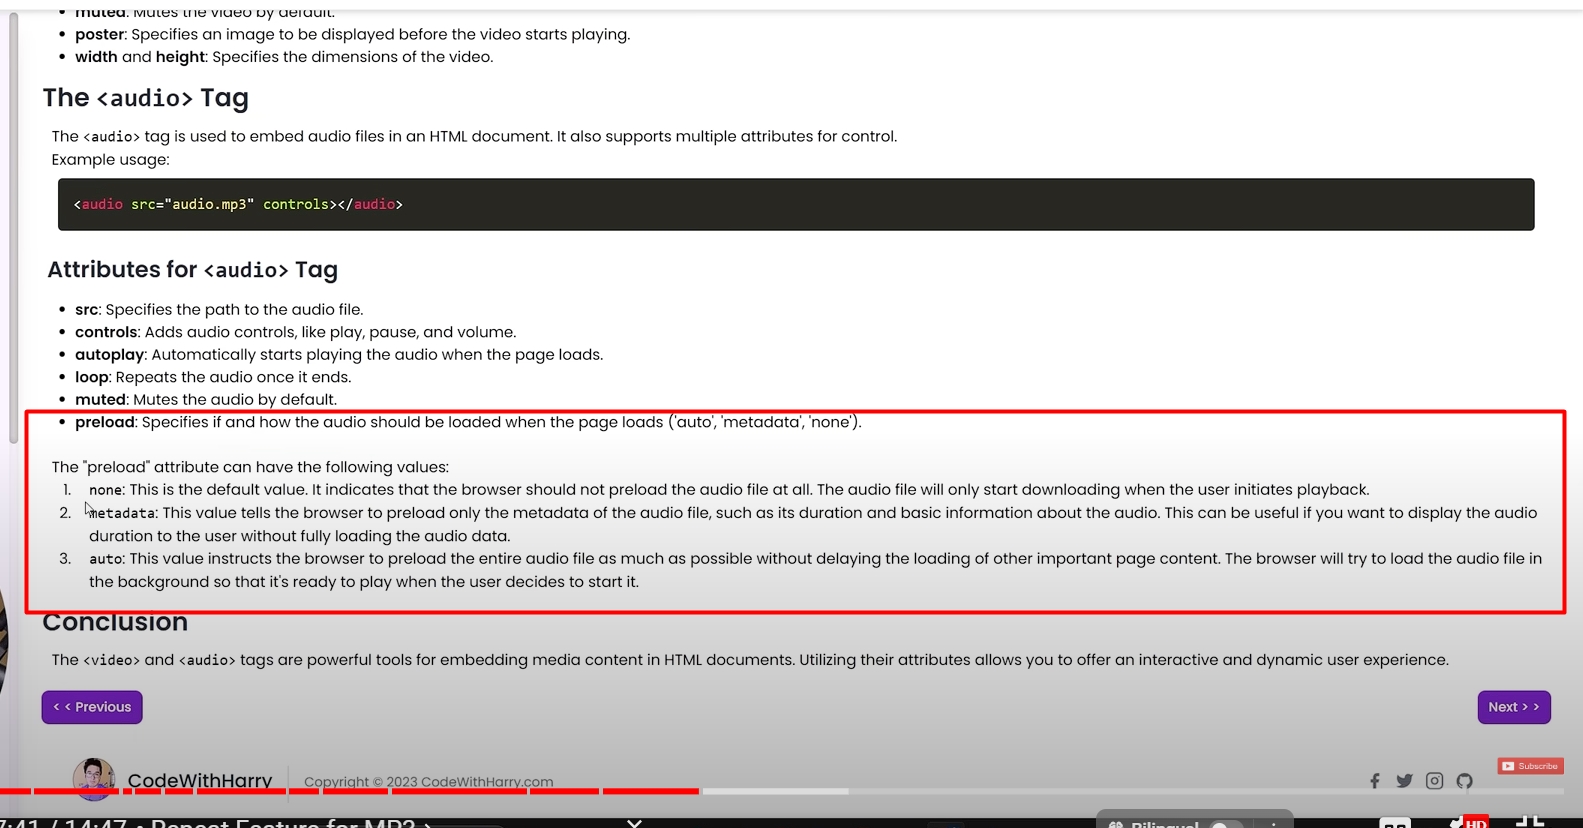 muted: Mutes the video by default.
poster: Specifies an image to be displayed before the video starts playing.
width and height: Specifies the dimensions of the video.
The <audio> Tag
The <audio> tag is used to embed audio files in an HTML document. It also supports multiple attributes for control.
Example usage:
<audio src="audio.mp3" controls></audio>
Attributes for <audio> Tag
src: Specifies the path to the audio file.
controls: Adds audio controls, like play, pause, and volume.
autoplay: Automatically starts playing the audio when the page loads.
loop: Repeats the audio once it ends.
muted: Mutes the audio by default.
preload: Specifies if and how the audio should be loaded when the page loads ('auto', 'metadata', 'none').
The "preload" attribute can have the following values:
1. none: This is the default value. It indicates that the browser should not preload the audio file at all. The audio file will only start downloading when the user initiates playback.
2. metadata: This value tells the browser to preload only the metadata of the audio file, such as its duration and basic information about the audio. This can be useful if you want to display the audio
duration to the user without fully loading the audio data.
3. auto: This value instructs the browser to preload the entire audio file as much as possible without delaying the loading of other important page content. The browser will try to load the audio file in
the background so that it's ready to play when the user decides to start it.
Conclusion
The <video> and <audio> tags are powerful tools for embedding media content in HTML documents. Utilizing their attributes allows you to offer an interactive and dynamic user experience.
< < Previous
Next > >
Subscribe
CodeWithHarry
Copyright © 2023 CodeWithHarry.com
7:41 / 14:47 • Repeat Feature for MP3 >
Bilingual
HD